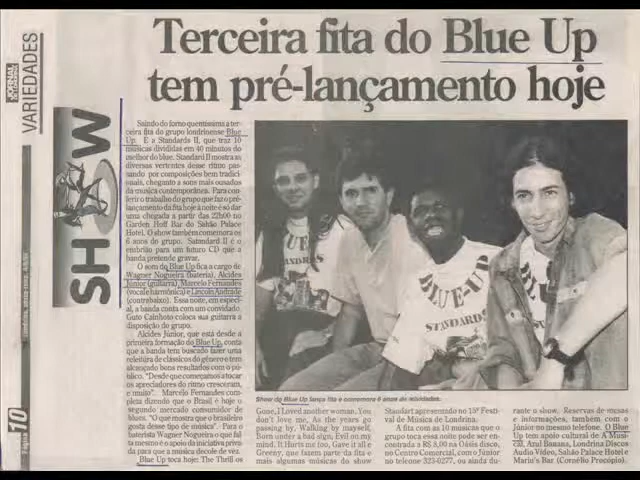 Terceira fita do Blue Up
tem pré-lançamento hoje
JORNAL
VARIEDADES
SHOW
Saindo do forno quentíssima a ter-
ceira fita do grupo londrinense Blue
Up. É a Standards II, que traz 10
músicas divididas em 40 minutos do
melhor do blues. Standard II mostra as
diversas vertentes desse ritmo pas-
sando por composições bem tradici-
onais, chegando a sons mais ousados
da música contemporânea. Para con-
ferir o trabalho do grupo que faz o pré-
lançamento da fita hoje à noite é só dar
uma chegada a partir das 22h00 no
Garden Hoff Bar do Sahão Palace
Hotel. O show também comemora os
6 anos do grupo. Satandard II é o
embrião para um futuro CD que a
banda pretende gravar.
O som do Blue Up fica a cargo de
Wagner Nogueira (bateria), Alcides
Júnior (guitarra), Marcelo Fernandes
(vocal e harmônica) e Lincoln Andrade
(contrabaixo). Essa noite, em especi-
al, a banda conta com um convidado.
Guto Cainhoto coloca sua guitarra à
disposição do grupo.
Alcides Júnior, que está desde a
primeira formação do Blue Up, conta
que a banda tem buscado fazer uma
releitura de clássicos do gênero e tem
alcançado bons resultados com o pú-
blico. "Desde que começamos a tocar
os apreciadores do ritmo cresceram,
e muito". Marcelo Fernandes com-
pleta dizendo que o Brasil é hoje o
segundo mercado consumidor de
blues. "O que mostra que o brasileiro
gosta desse tipo de música". Para o
baterista Wagner Nogueira o que fal-
ta mesmo é o apoio da iniciativa priva-
da para que a música decole de vez.
Blue Up toca hoje: The Thrill os
BLUE-UP
STANDARDS
Show do Blue Up lança fita e comemora 6 anos de atividades.
Gone, I Loved another woman, You
don't love me, As the years go
passing by, Walking by mayself,
Born under a bad sign, Evil on my
mind, It Hurts me too, Gave it all e
Greeny, que fazem parte da fita e
mais algumas músicas do show
Standart apresentado no 15º Festi-
val de Música de Londrina.
A fita com as 10 músicas que o
grupo toca essa noite pode ser en-
contrada a R$ 8,00 na Oásis disco,
no Centro Comercial, com o Júnior
no telefone 323-0277, ou ainda du-
rante o show. Reservas de mesas
e informações, também com o
Júnior no mesmo telefone. O Blue
Up tem apoio cultural de A Musi-
cal, Azul Banana, Londrina Discos
Audio Vídeo, Sahão Palace Hotel e
Mariu's Bar (Cornélio Procópio).
Página 10